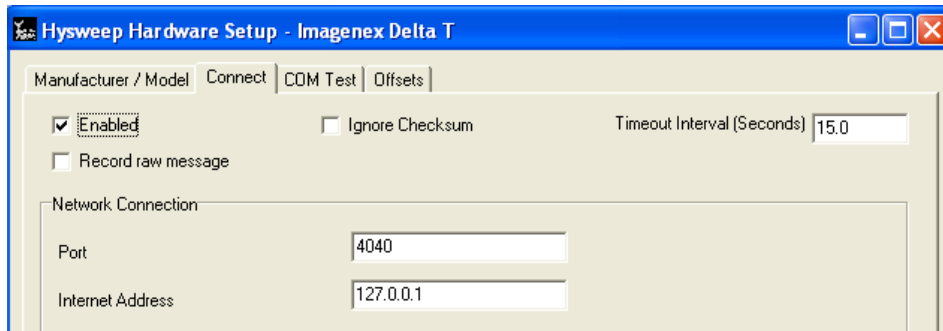 Hysweep Hardware Setup - Imagenex Delta T
Manufacturer / Model Connect COM Test Offsets
Enabled Ignore Checksum Timeout Interval (Seconds) 15.0
Record raw message
Network Connection
Port 4040
Internet Address 127.0.0.1